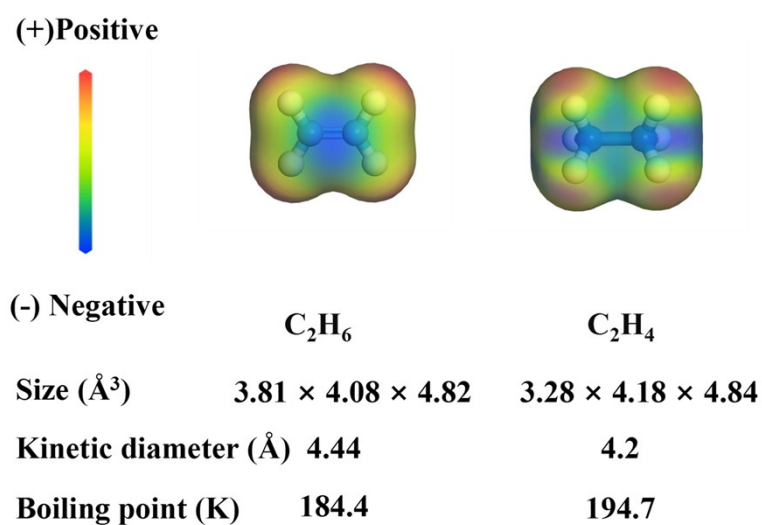 (+)Positive
(-) Negative
C₂H₆ C₂H₄
Size (Å³) 3.81 × 4.08 × 4.82 3.28 × 4.18 × 4.84
Kinetic diameter (Å) 4.44 4.2
Boiling point (K) 184.4 194.7